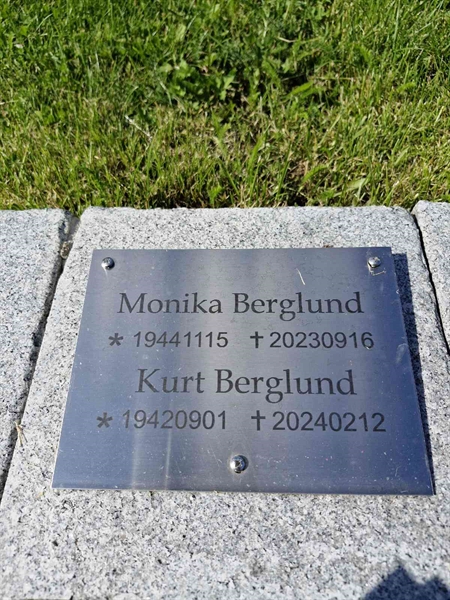 Monika Berglund
* 19441115 † 20230916
Kurt Berglund
* 19420901 † 20240212